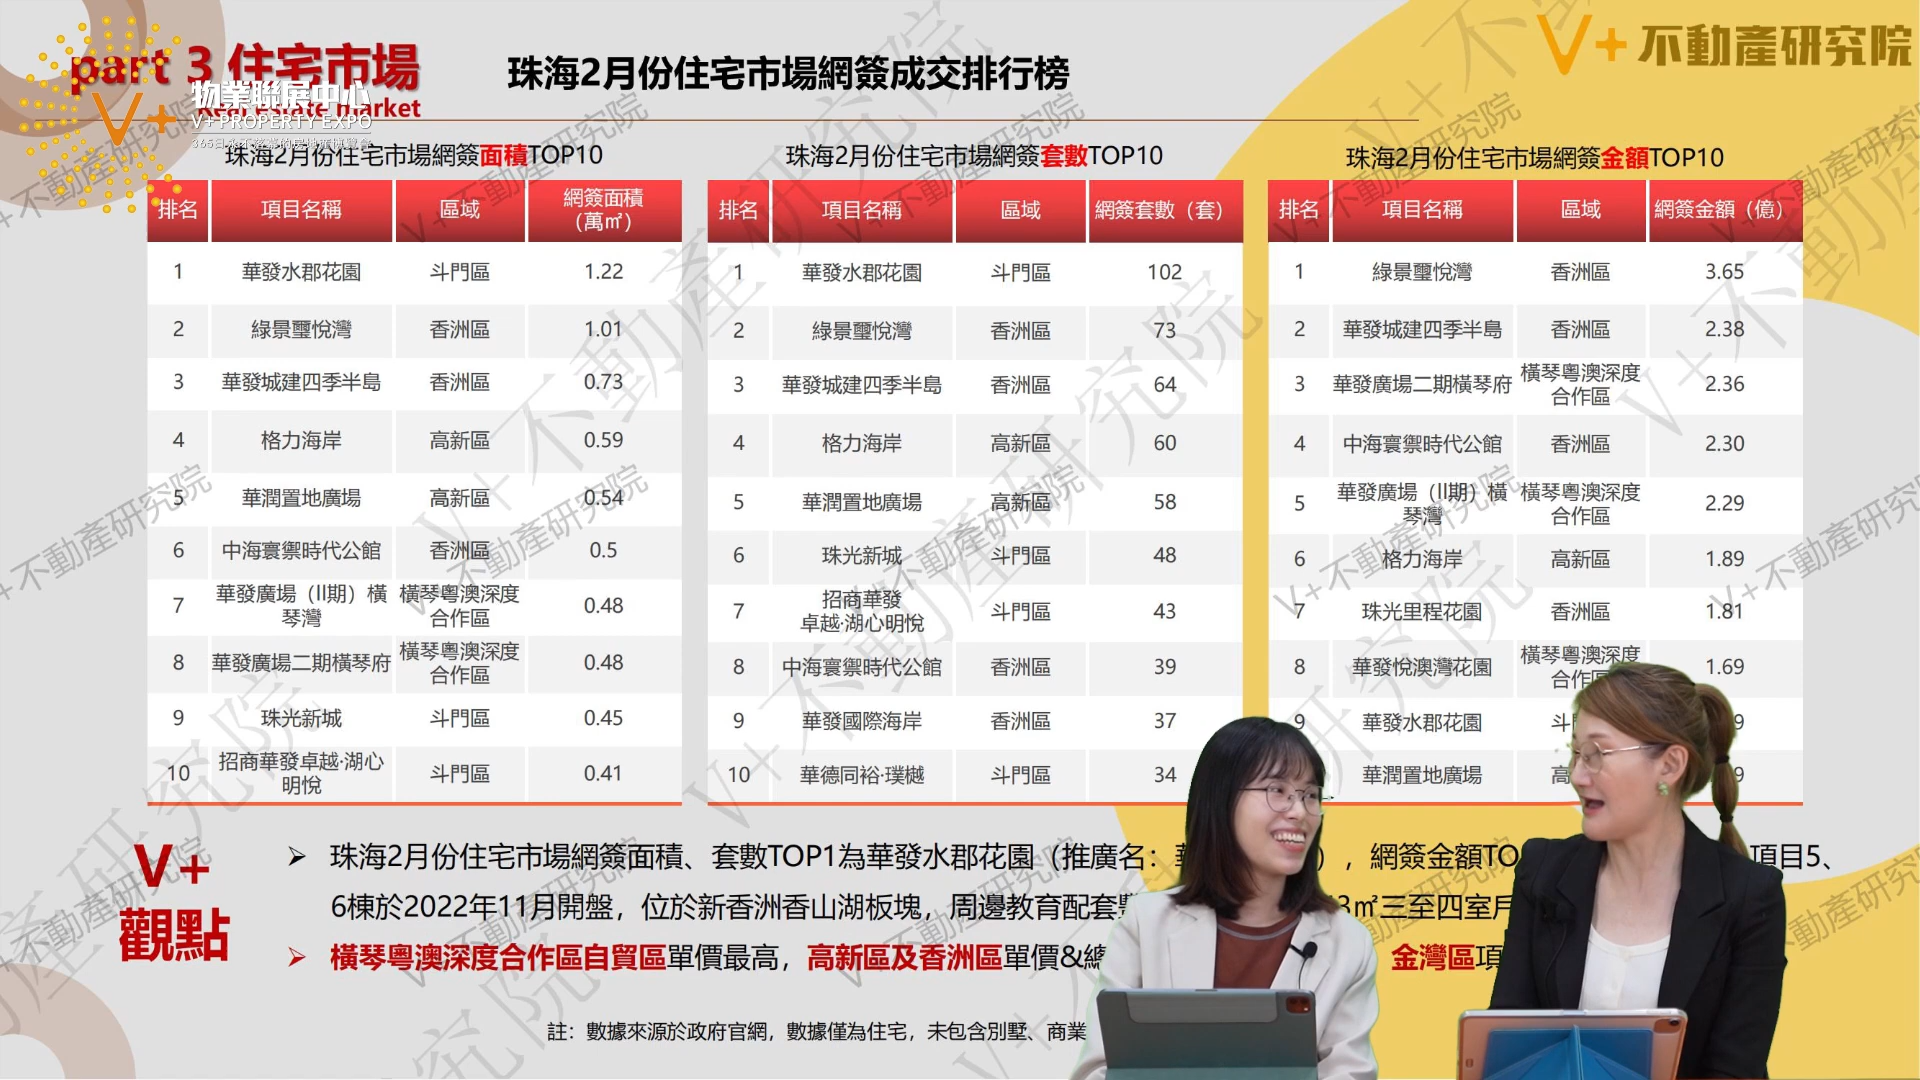 part 3 住宅市場
Real estate market
V+ 物業聯展中心
V+ PROPERTY EXPO
珠海2月份住宅市場網簽成交排行榜
V+ 不動產研究院
珠海2月份住宅市場網簽面積TOP10
排名 項目名稱 區域 網簽面積（萬㎡）
1 華發水郡花園 斗門區 1.22
2 綠景璽悅灣 香洲區 1.01
3 華發城建四季半島 香洲區 0.73
4 格力海岸 高新區 0.59
5 華潤置地廣場 高新區 0.54
6 中海寰禦時代公館 香洲區 0.5
7 華發廣場（II期）橫琴灣 橫琴粵澳深度合作區 0.48
8 華發廣場二期橫琴府 橫琴粵澳深度合作區 0.48
9 珠光新城 斗門區 0.45
10 招商華發卓越·湖心明悅 斗門區 0.41
珠海2月份住宅市場網簽套數TOP10
排名 項目名稱 區域 網簽套數（套）
1 華發水郡花園 斗門區 102
2 綠景璽悅灣 香洲區 73
3 華發城建四季半島 香洲區 64
4 格力海岸 高新區 60
5 華潤置地廣場 高新區 58
6 珠光新城 斗門區 48
7 招商華發卓越·湖心明悅 斗門區 43
8 中海寰禦時代公館 香洲區 39
9 華發國際海岸 香洲區 37
10 華德同裕·璞樾 斗門區 34
珠海2月份住宅市場網簽金額TOP10
排名 項目名稱 區域 網簽金額（億）
1 綠景璽悅灣 香洲區 3.65
2 華發城建四季半島 香洲區 2.38
3 華發廣場二期橫琴府 橫琴粵澳深度合作區 2.36
4 中海寰禦時代公館 香洲區 2.30
5 華發廣場（II期）橫琴灣 橫琴粵澳深度合作區 2.29
6 格力海岸 高新區 1.89
7 珠光里程花園 香洲區 1.81
8 華發悅澳灣花園 橫琴粵澳深度合作區 1.69
9 華發水郡花園 斗
華潤置地廣場 高
V+
觀點
珠海2月份住宅市場網簽面積、套數TOP1為華發水郡花園（推廣名： ），網簽金額TO 項目5、
6棟於2022年11月開盤，位於新香洲香山湖板塊，周邊教育配套 3㎡三至四室
橫琴粵澳深度合作區自貿區單價最高，高新區及香洲區單價&總 金灣區項
註：數據來源於政府官網，數據僅為住宅，未包含別墅、商業